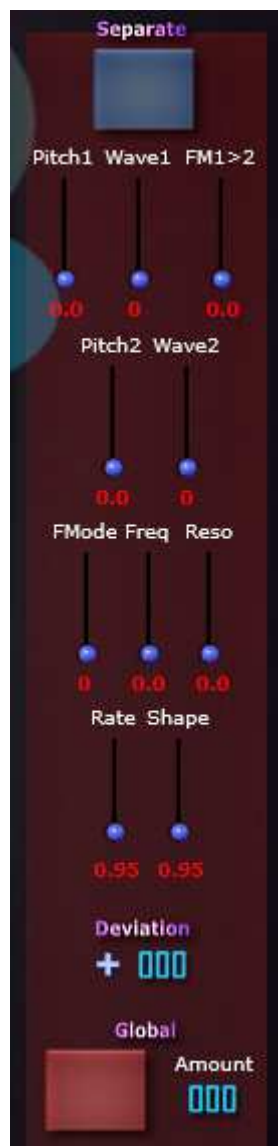 Separate
Pitch1 Wave1 FM1>2
0.0 0 0.0
Pitch2 Wave2
0.0 0
FMode Freq Reso
0 0.0 0.0
Rate Shape
0.95 0.95
Deviation
+ 000
Global
Amount
000